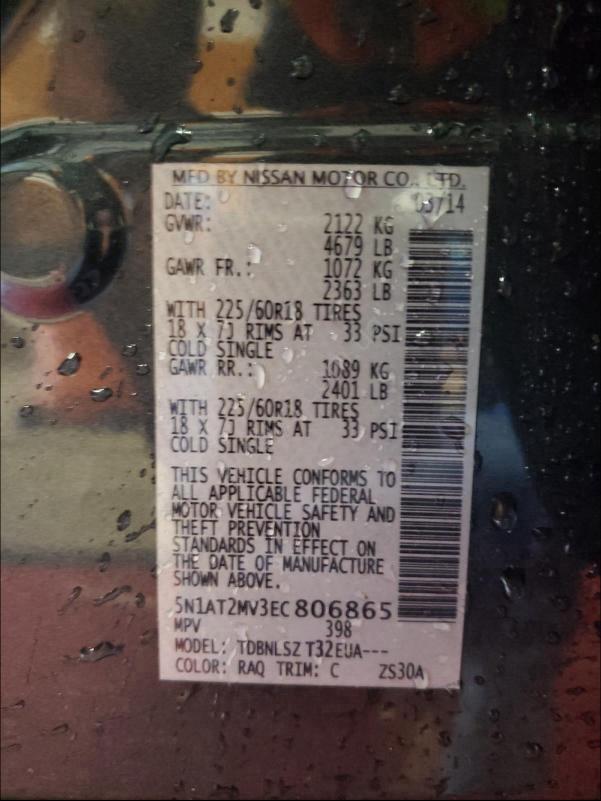 MFD BY NISSAN MOTOR CO., LTD.
DATE: 03/14
GVWR: 2122 KG
4679 LB
GAWR FR.: 1072 KG
2363 LB
WITH 225/60R18 TIRES
18 X 7J RIMS AT 33 PSI
COLD SINGLE
GAWR RR.: 1089 KG
2401 LB
WITH 225/60R18 TIRES
18 X 7J RIMS AT 33 PSI
COLD SINGLE
THIS VEHICLE CONFORMS TO
ALL APPLICABLE FEDERAL
MOTOR VEHICLE SAFETY AND
THEFT PREVENTION
STANDARDS IN EFFECT ON
THE DATE OF MANUFACTURE
SHOWN ABOVE.
5N1AT2MV3EC806865
MPV 398
MODEL: TDBNLSZ T32EUA---
COLOR: RAQ TRIM: C ZS30A